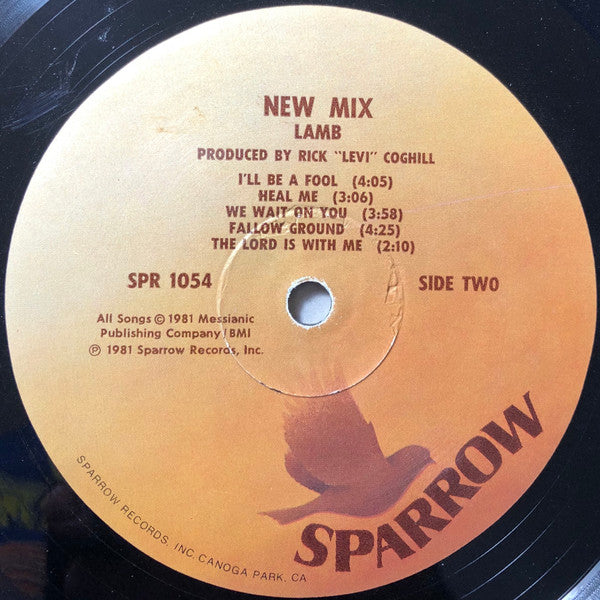 NEW MIX
LAMB
PRODUCED BY RICK "LEVI" COGHILL
I'LL BE A FOOL (4:05)
HEAL ME (3:06)
WE WAIT ON YOU (3:58)
FALLOW GROUND (4:25)
THE LORD IS WITH ME (2:10)
SPR 1054
SIDE TWO
All Songs © 1981 Messianic
Publishing Company/BMI
℗ 1981 Sparrow Records, Inc.
SPARROW
SPARROW RECORDS, INC. CANOGA PARK, CA